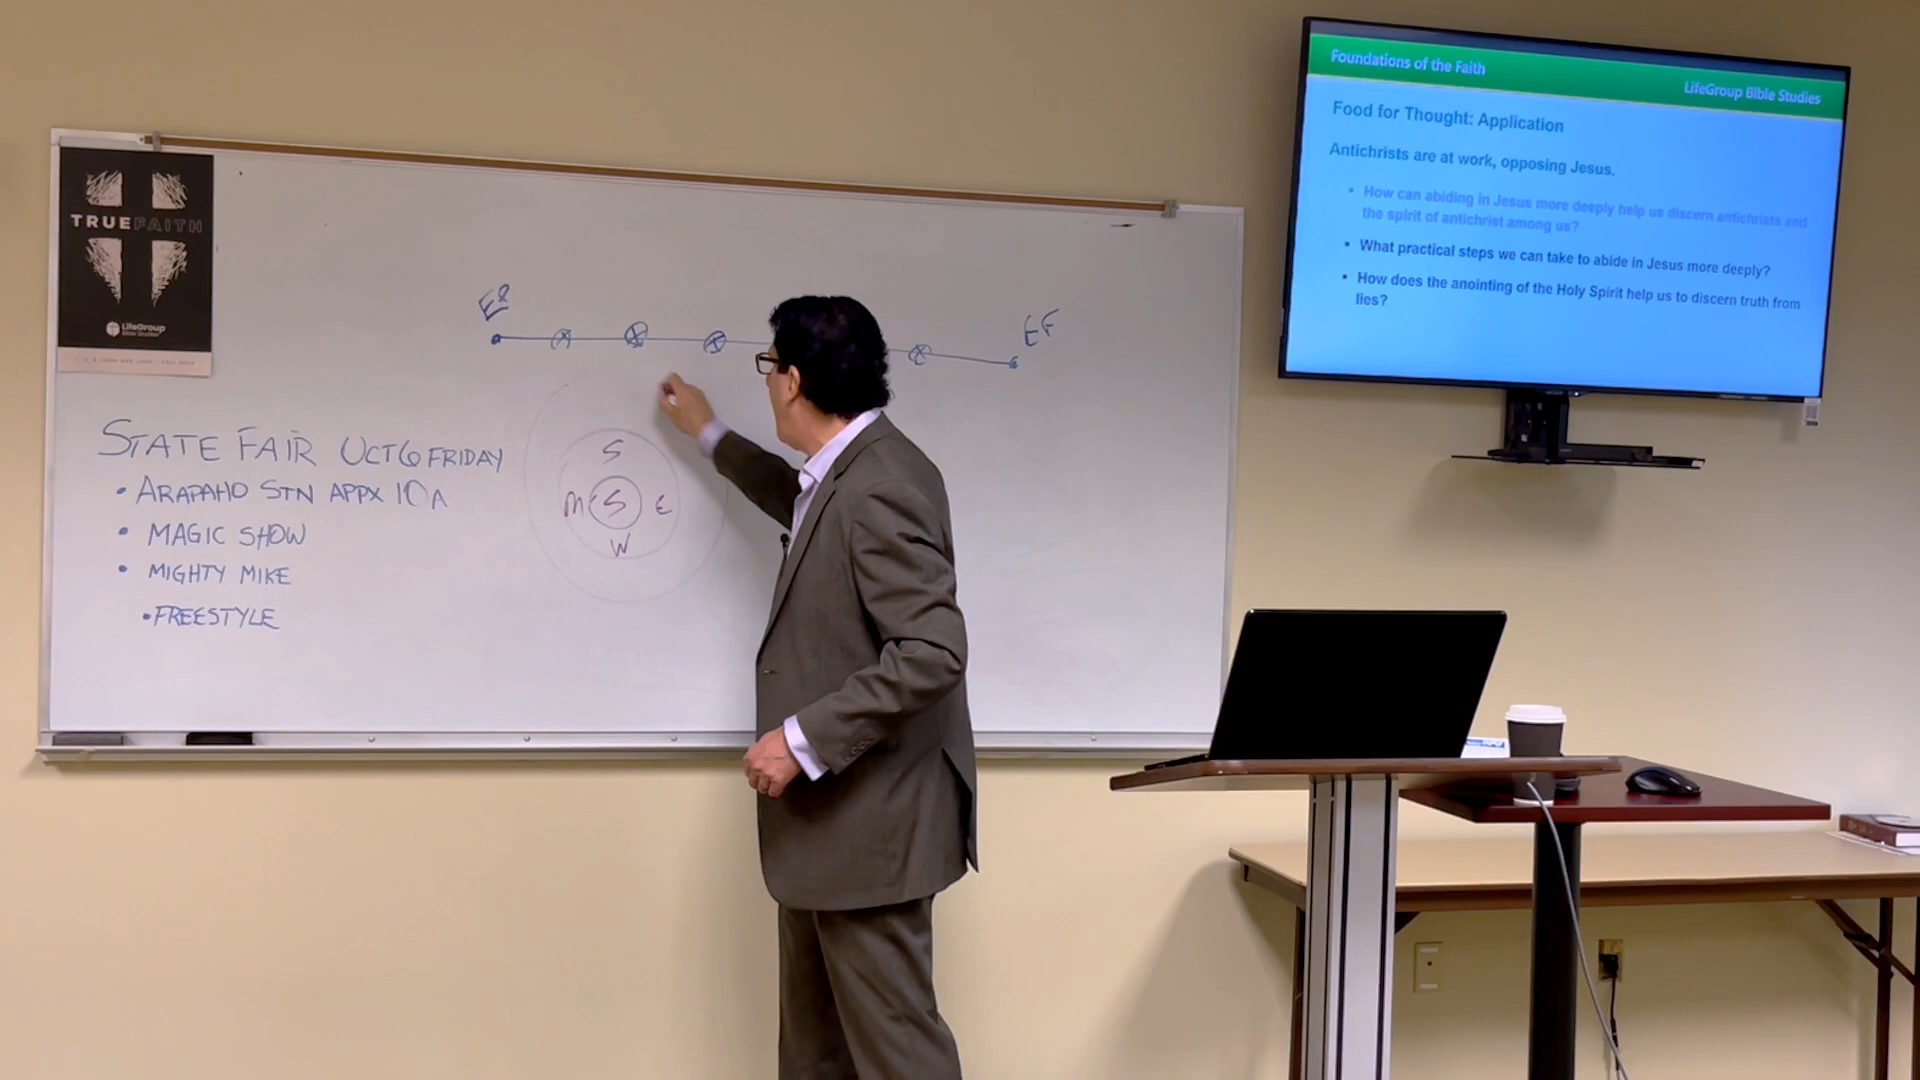 TRUEFAITH
LifeGroup
Bible Studies
STATE FAIR OCT 6 FRIDAY
• ARAPAHO STN APPX 10A
• MAGIC SHOW
• MIGHTY MIKE
• FREESTYLE
EP
EF
S
M S E
W
Foundations of the Faith
LifeGroup Bible Studies
Food for Thought: Application
Antichrists are at work, opposing Jesus.
• How can abiding in Jesus more deeply help us discern antichrists and
the spirit of antichrist among us?
• What practical steps we can take to abide in Jesus more deeply?
• How does the anointing of the Holy Spirit help us to discern truth from
lies?